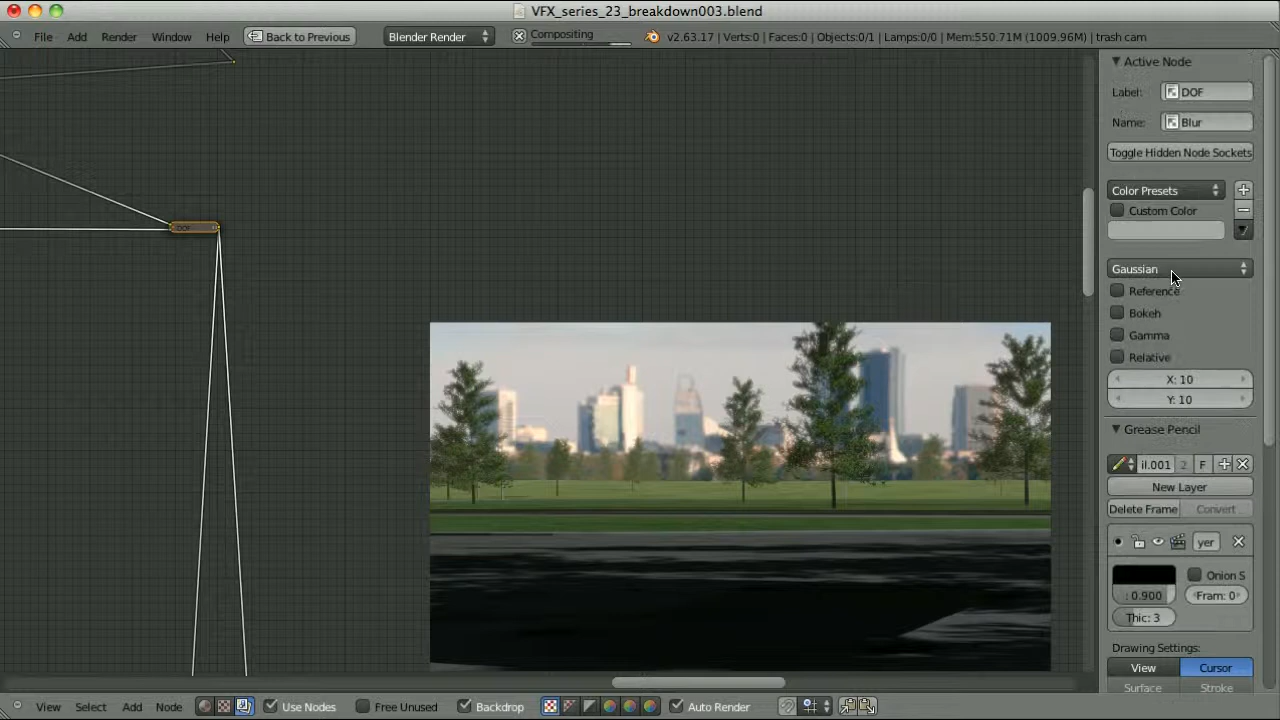 VFX_series_23_breakdown003.blend
File Add Render Window Help Back to Previous Blender Render Compositing v2.63.17 | Verts:0 | Faces:0 | Objects:0/1 | Lamps:0/0 | Mem:550.71M (1009.96M) | trash cam
Active Node
Label: DOF
Name: Blur
Toggle Hidden Node Sockets
Color Presets
Custom Color
DOF
Gaussian
Reference
Bokeh
Gamma
Relative
X: 10
Y: 10
Grease Pencil
il.001 2 F
New Layer
Delete Frame Convert
yer
Onion S
: 0.900 Fram: 0
Thic: 3
Drawing Settings:
View Cursor
Surface Stroke
View Select Add Node Use Nodes Free Unused Backdrop Auto Render